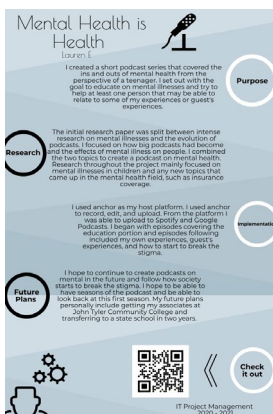 Mental Health is
Health
Lauren E.
I created a short podcast series that covered the
ins and outs of mental health from the
perspective of a teenager. I set out with the
goal to educate on mental illnesses and try to
help at least one person that may be able to
relate to some of my experiences or guest's
experiences.
Purpose
The initial research paper was split between intense
research on mental illnesses and the evolution of
podcasts. I focused on how big podcasts had become
and the effects of mental illness on people. I combined
the two topics to create a podcast on mental health.
Research throughout the project mainly focused on
mental illnesses in children and any new topics that
came up in the mental health field, such as insurance
coverage.
Research
I used anchor as my host platform. I used anchor
to record, edit, and upload. From the platform I
was able to upload to Spotify and Google
Podcasts. I began with episodes covering the
education portion and episodes following
included my own experiences, guest's
experiences, and how to start to break the
stigma.
Implementatio
I hope to continue to create podcasts on
mental in the future and follow how society
starts to break the stigma. I hope to be able to
have seasons of the podcast and be able to
look back at this first season. My future plans
personally include getting my associates at
John Tyler Community College and
transferring to a state school in two years.
Future
Plans
Check
it out
IT Project Management
2020 - 2021